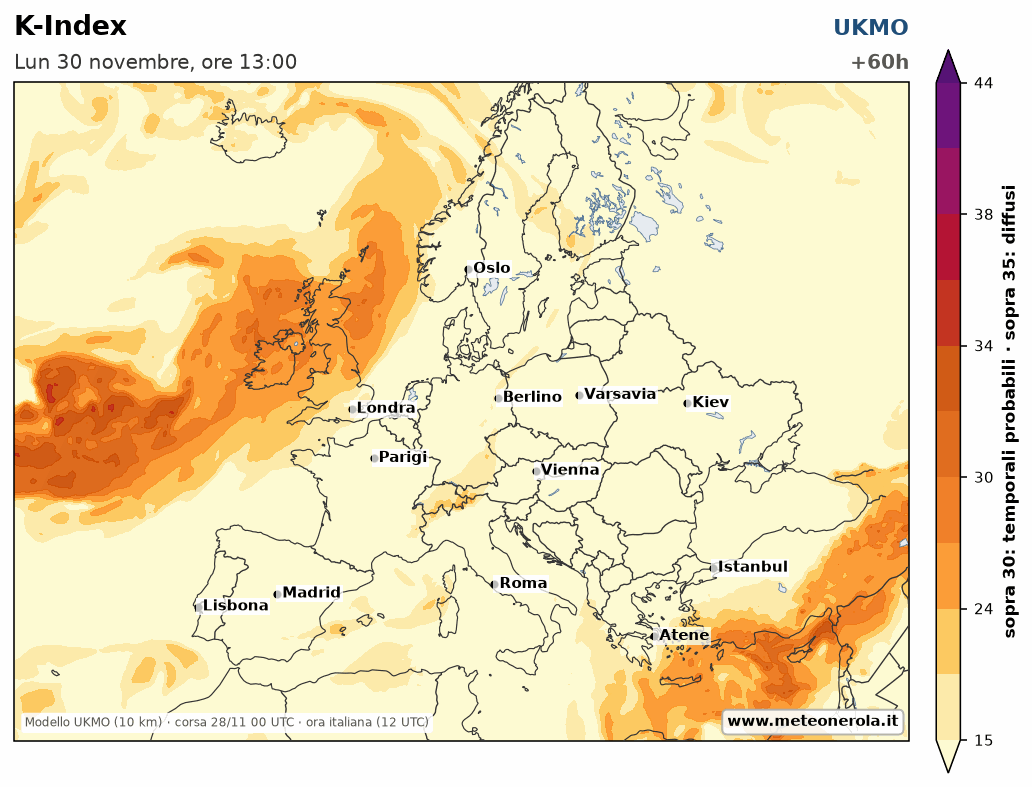 K-Index
UKMO
Lun 30 novembre, ore 13:00
+60h
44
38
34
30
24
15
sopra 30: temporali probabili · sopra 35: diffusi
Oslo
Berlino
Varsavia
Kiev
Londra
Parigi
Vienna
Istanbul
Roma
Madrid
Lisbona
Atene
Modello UKMO (10 km) · corsa 28/11 00 UTC · ora italiana (12 UTC)
www.meteonerola.it